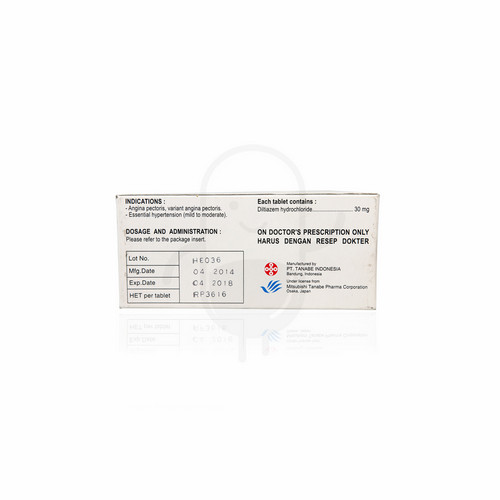 INDICATIONS :
- Angina pectoris, variant angina pectoris.
- Essential hypertension (mild to moderate).
DOSAGE AND ADMINISTRATION :
Please refer to the package insert.
Lot No. HE036
Mfg.Date 04 2014
Exp.Date 04 2018
HET per tablet RP3616
Each tablet contains :
Diltiazem hydrochloride.................. 30 mg
ON DOCTOR'S PRESCRIPTION ONLY
HARUS DENGAN RESEP DOKTER
Manufactured by
PT. TANABE INDONESIA
Bandung, Indonesia
Under license from
Mitsubishi Tanabe Pharma Corporation
Osaka, Japan